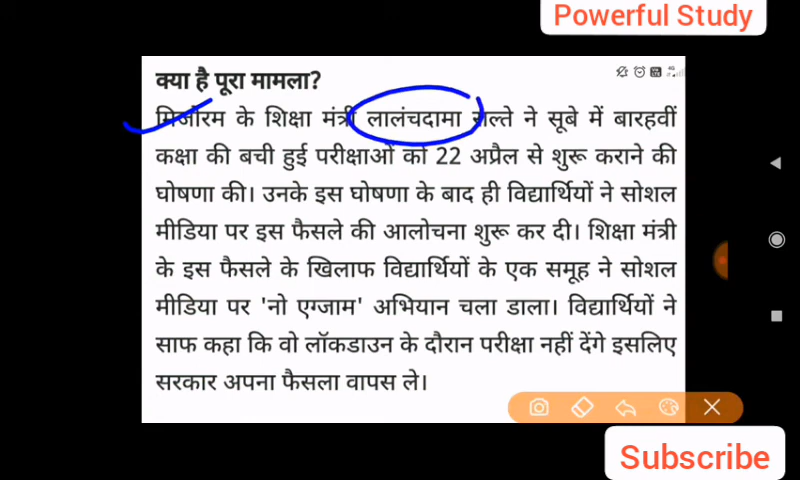 Powerful Study
क्या है पूरा मामला?
मिजोरम के शिक्षा मंत्री लालंचदामा राल्ते ने सूबे में बारहवीं
कक्षा की बची हुई परीक्षाओं को 22 अप्रैल से शुरू कराने की
घोषणा की। उनके इस घोषणा के बाद ही विद्यार्थियों ने सोशल
मीडिया पर इस फैसले की आलोचना शुरू कर दी। शिक्षा मंत्री
के इस फैसले के खिलाफ विद्यार्थियों के एक समूह ने सोशल
मीडिया पर 'नो एग्जाम' अभियान चला डाला। विद्यार्थियों ने
साफ कहा कि वो लॉकडाउन के दौरान परीक्षा नहीं देंगे इसलिए
सरकार अपना फैसला वापस ले।
Subscribe